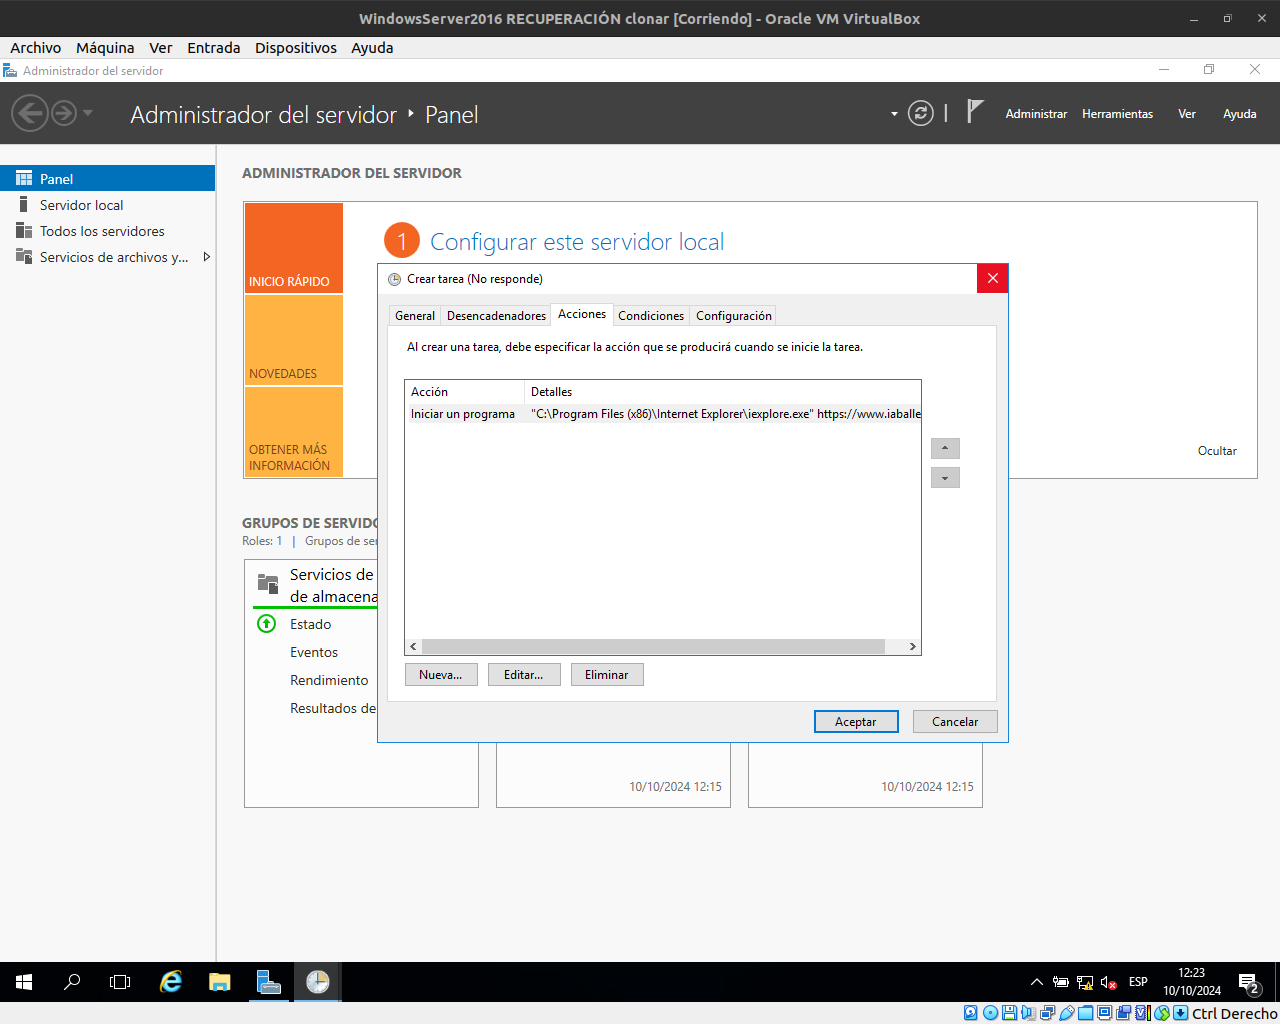 WindowsServer2016 RECUPERACIÓN clonar [Corriendo] - Oracle VM VirtualBox
Archivo Máquina Ver Entrada Dispositivos Ayuda
Administrador del servidor
Administrador del servidor ‣ Panel
Administrar Herramientas Ver Ayuda
Panel
Servidor local
Todos los servidores
Servicios de archivos y...
ADMINISTRADOR DEL SERVIDOR
INICIO RÁPIDO
NOVEDADES
OBTENER MÁS
INFORMACIÓN
1 Configurar este servidor local
Ocultar
Crear tarea (No responde)
General Desencadenadores Acciones Condiciones Configuración
Al crear una tarea, debe especificar la acción que se producirá cuando se inicie la tarea.
Acción Detalles
Iniciar un programa "C:\Program Files (x86)\Internet Explorer\iexplore.exe" https://www.iaballe
Nueva... Editar... Eliminar
Aceptar Cancelar
GRUPOS DE SERVIDO
Roles: 1 | Grupos de ser
Servicios de
de almacena
Estado
Eventos
Rendimiento
Resultados de
10/10/2024 12:15
10/10/2024 12:15
ESP
12:23
10/10/2024
2
Ctrl Derecho